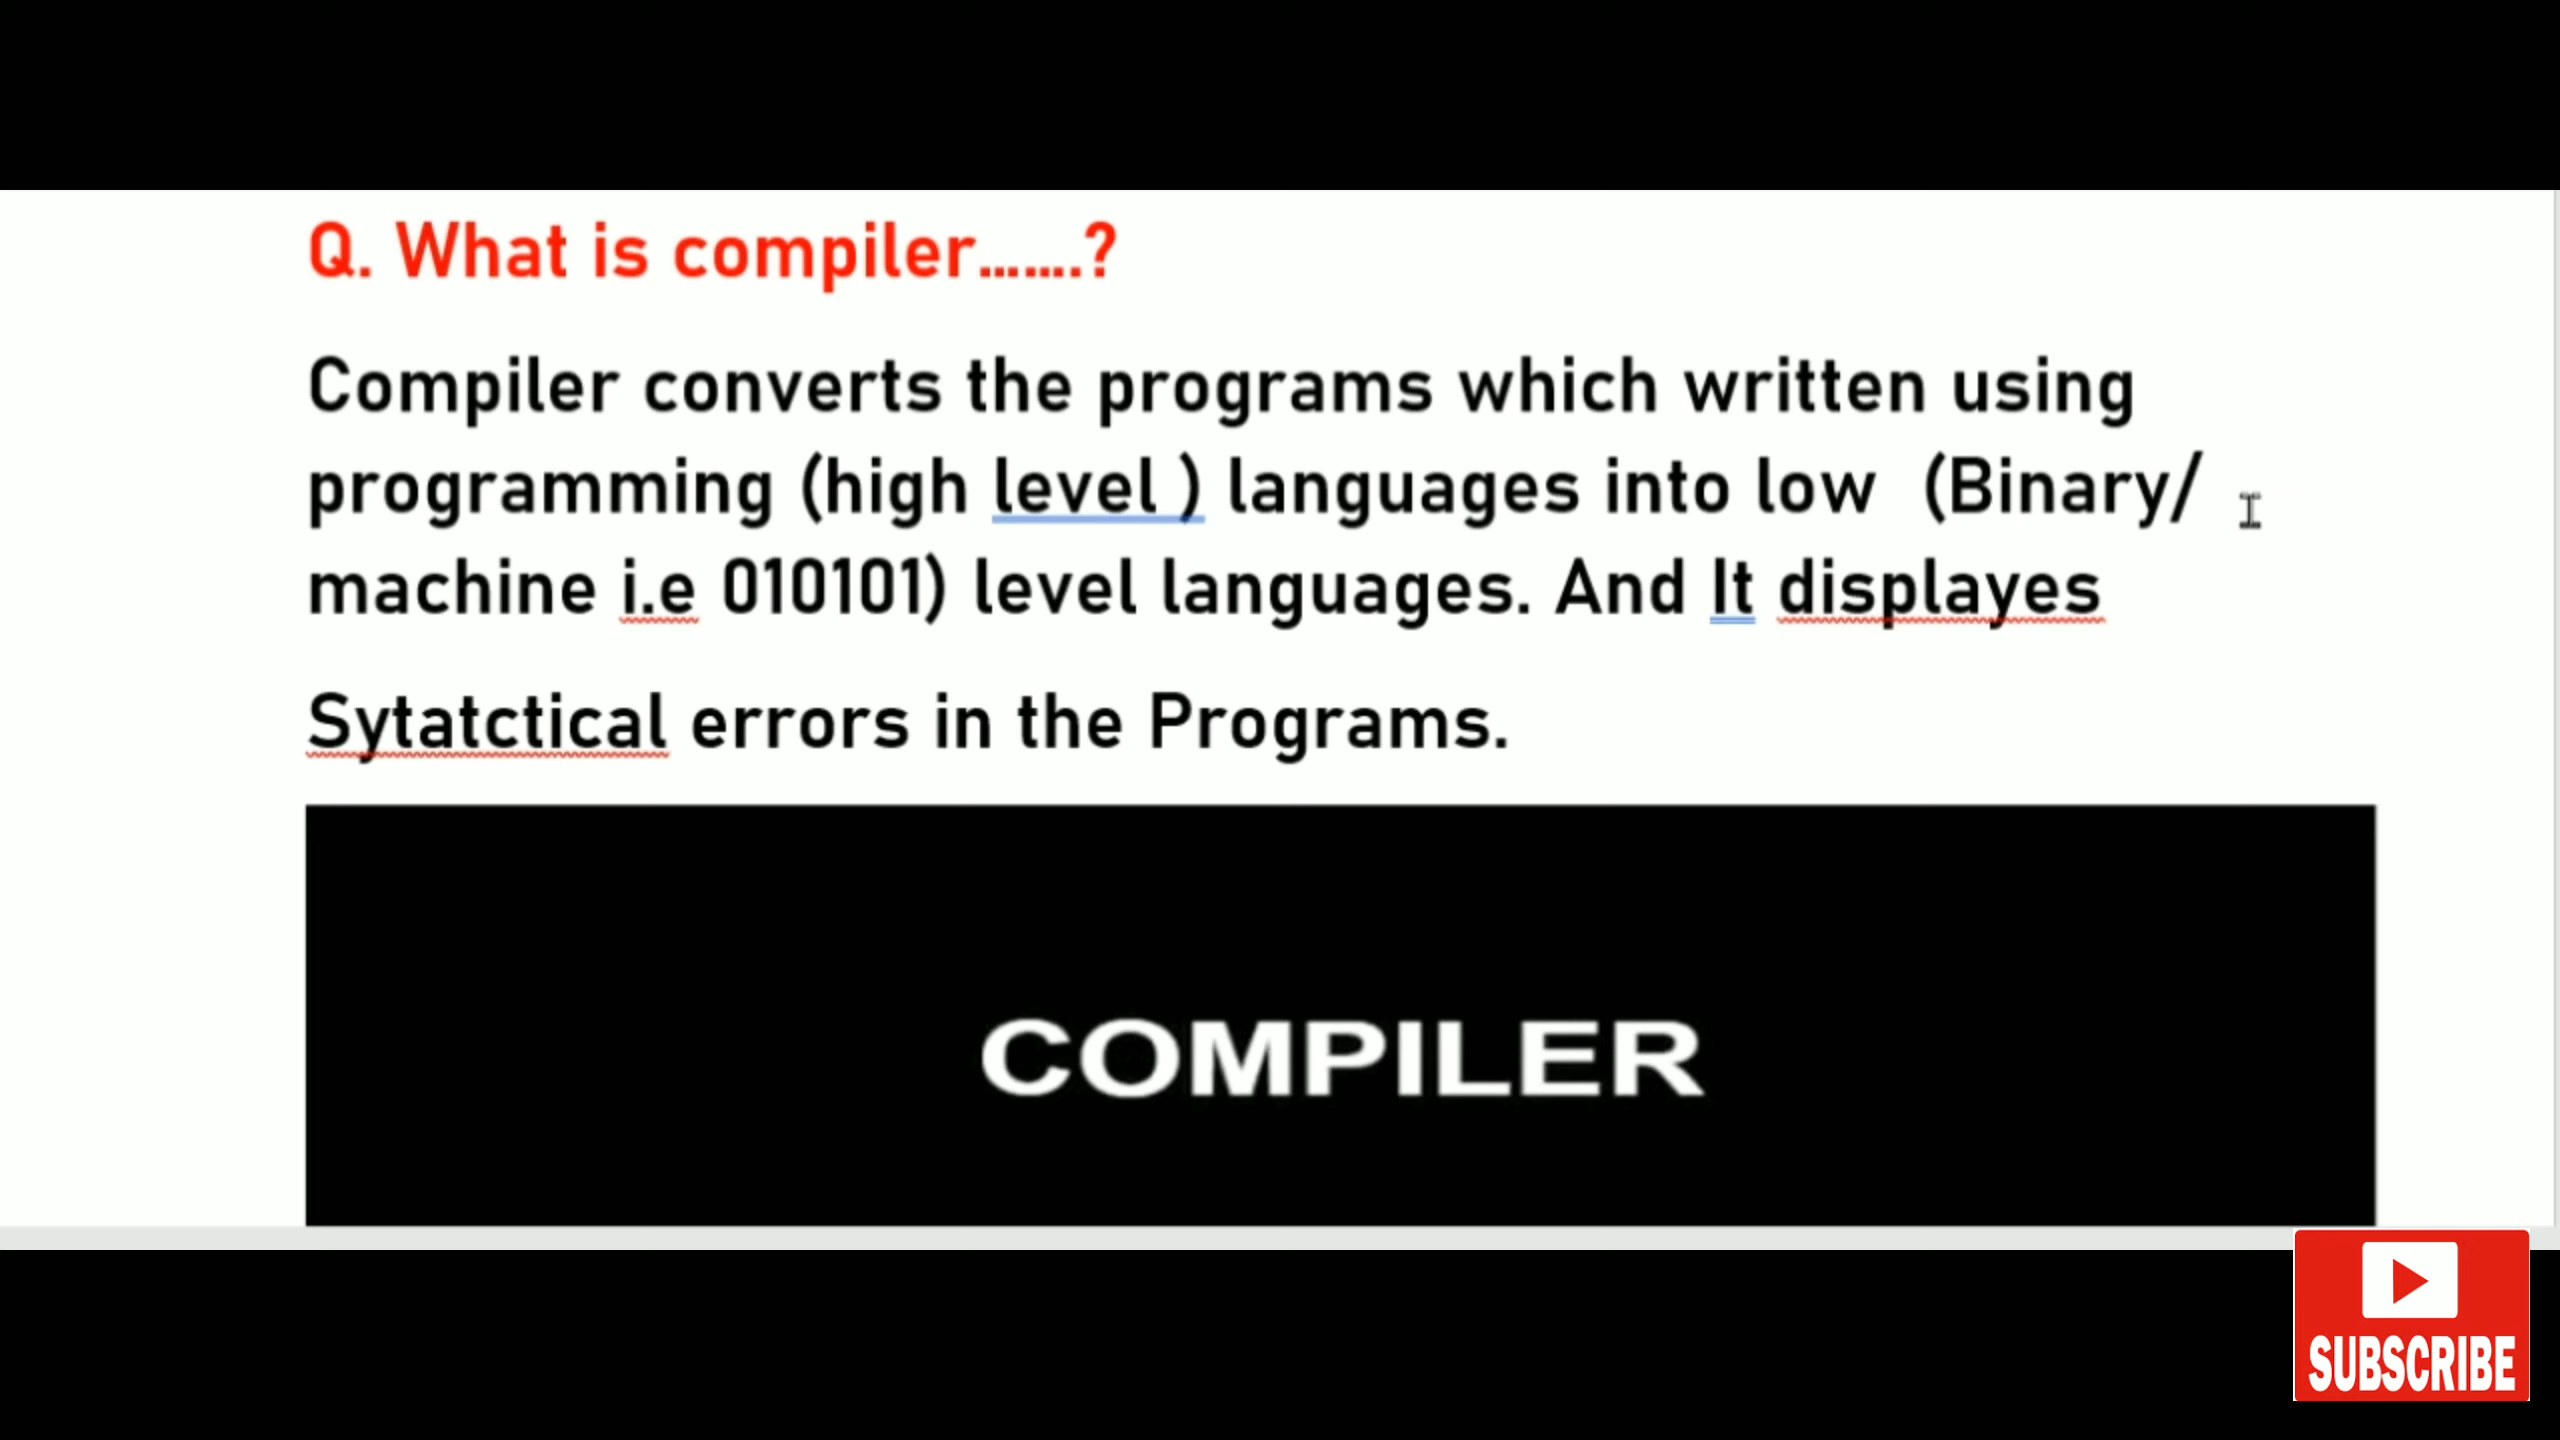 Q. What is compiler…….?
Compiler converts the programs which written using
programming (high level ) languages into low  (Binary/
machine i.e 010101) level languages. And It displayes
Sytatctical errors in the Programs.
COMPILER
SUBSCRIBE